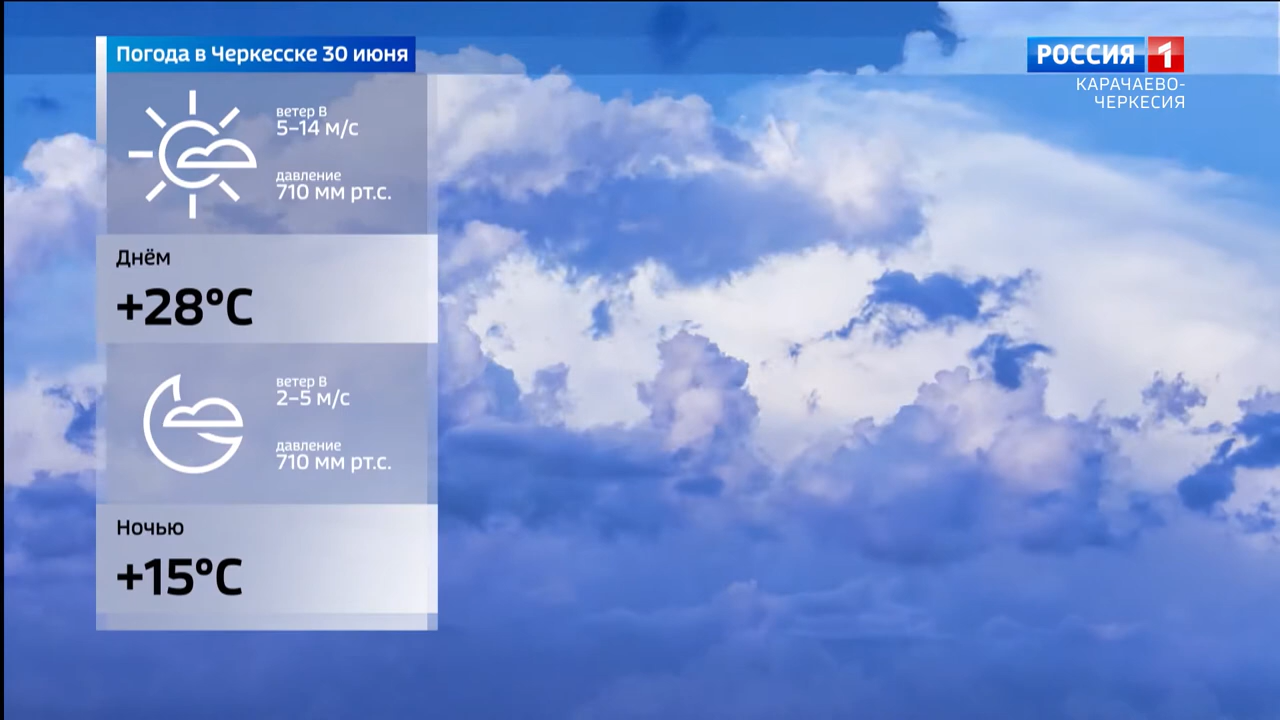 Погода в Черкесске 30 июня
РОССИЯ 1
КАРАЧАЕВО-
ЧЕРКЕСИЯ
ветер В
5–14 м/с
давление
710 мм рт.с.
Днём
+28°C
ветер В
2–5 м/с
давление
710 мм рт.с.
Ночью
+15°C